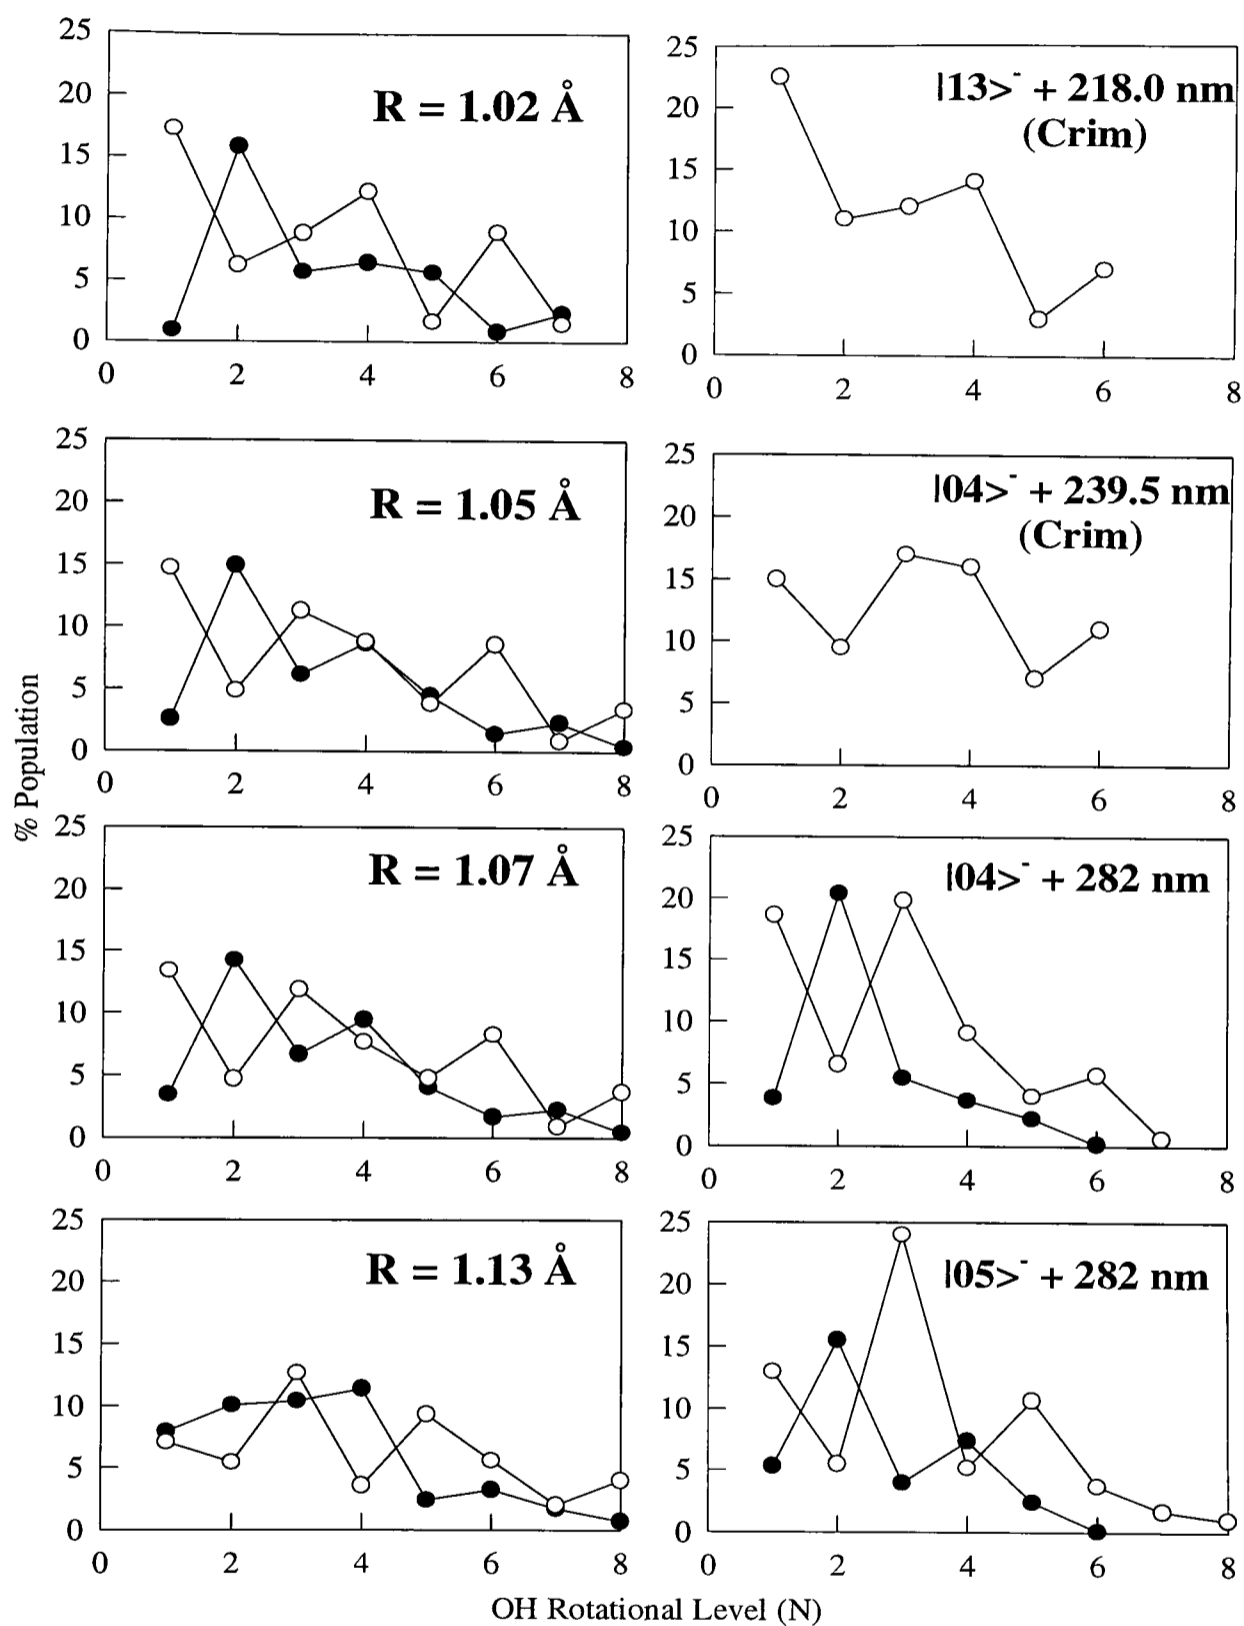 25
20
15
10
5
0
0 2 4 6 8
R = 1.02 Å
25
20
15
10
5
0
0 2 4 6 8
|13>- + 218.0 nm
(Crim)
25
20
15
10
5
0
0 2 4 6 8
R = 1.05 Å
25
20
15
10
5
0
0 2 4 6 8
|04>- + 239.5 nm
(Crim)
% Population
25
20
15
10
5
0
0 2 4 6 8
R = 1.07 Å
25
20
15
10
5
0
0 2 4 6 8
|04>- + 282 nm
25
20
15
10
5
0
0 2 4 6 8
R = 1.13 Å
25
20
15
10
5
0
0 2 4 6 8
|05>- + 282 nm
OH Rotational Level (N)